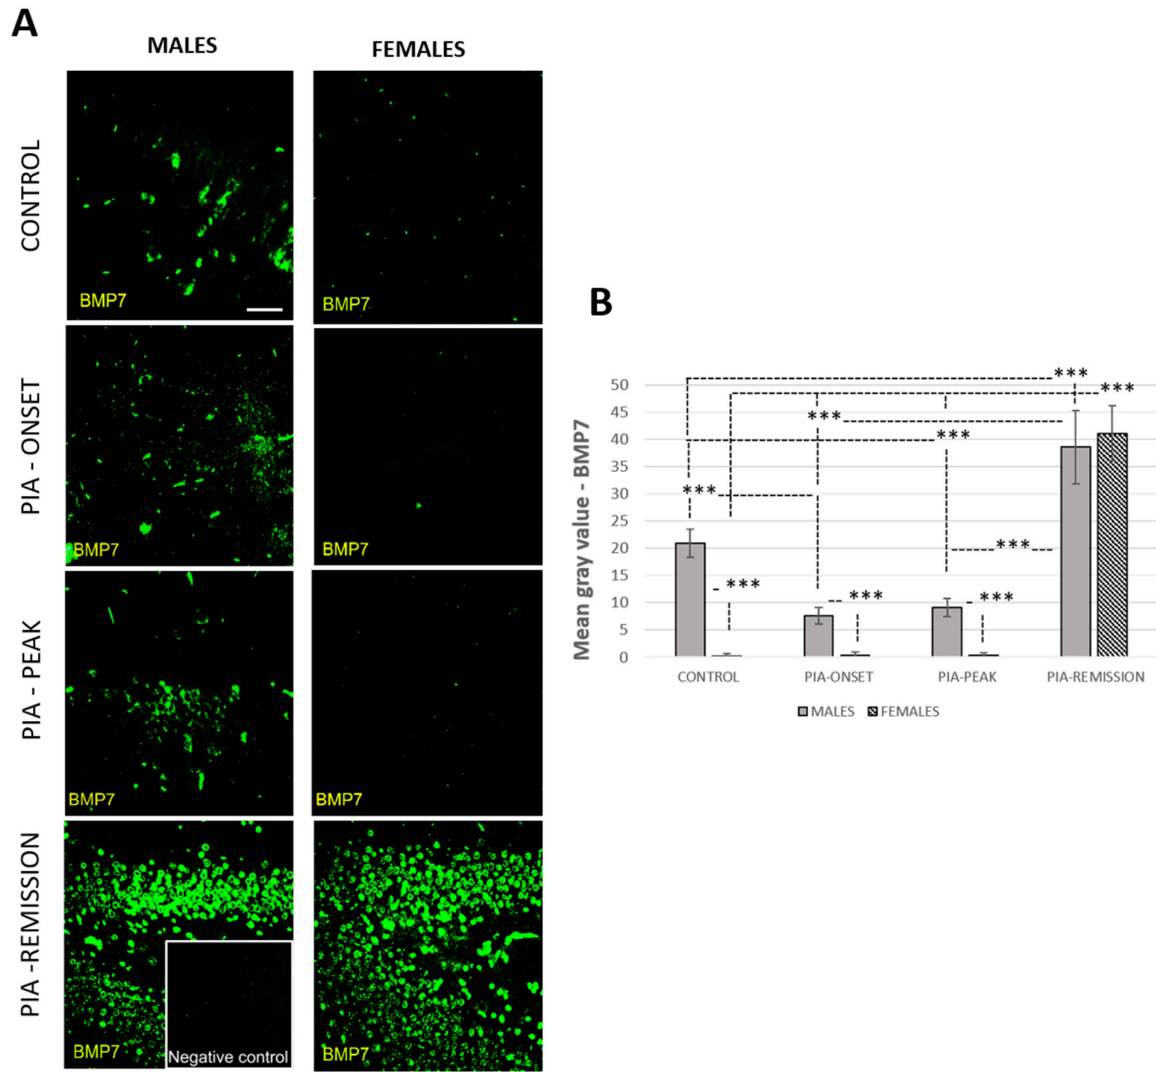 A
MALES
FEMALES
CONTROL
BMP7
BMP7
PIA - ONSET
BMP7
BMP7
PIA - PEAK
BMP7
BMP7
PIA -REMISSION
BMP7
Negative control
BMP7
B
Mean gray value - BMP7
50
45
40
35
30
25
20
15
10
5
0
***
***
***
***
***
***
***
***
***
CONTROL
PIA-ONSET
PIA-PEAK
PIA-REMISSION
MALES
FEMALES